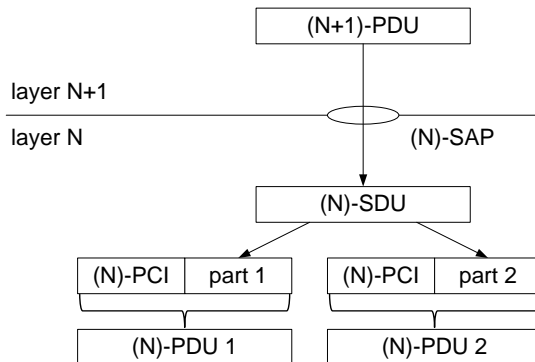 (N+1)-PDU
layer N+1
layer N
(N)-SAP
(N)-SDU
(N)-PCI
part 1
(N)-PCI
part 2
(N)-PDU 1
(N)-PDU 2